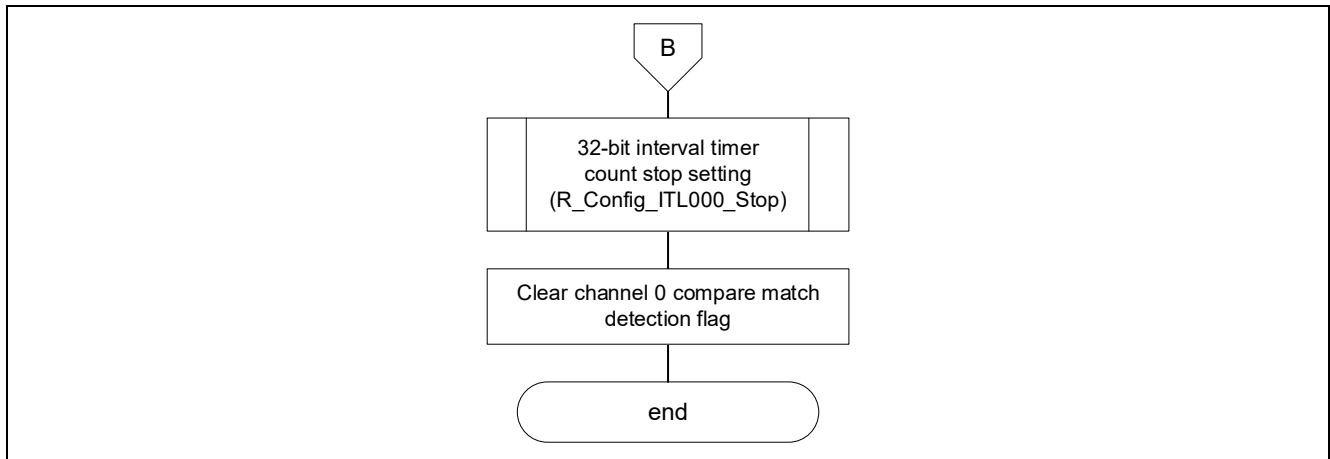 B
32-bit interval timer
count stop setting
(R_Config_ITL000_Stop)
Clear channel 0 compare match
detection flag
end